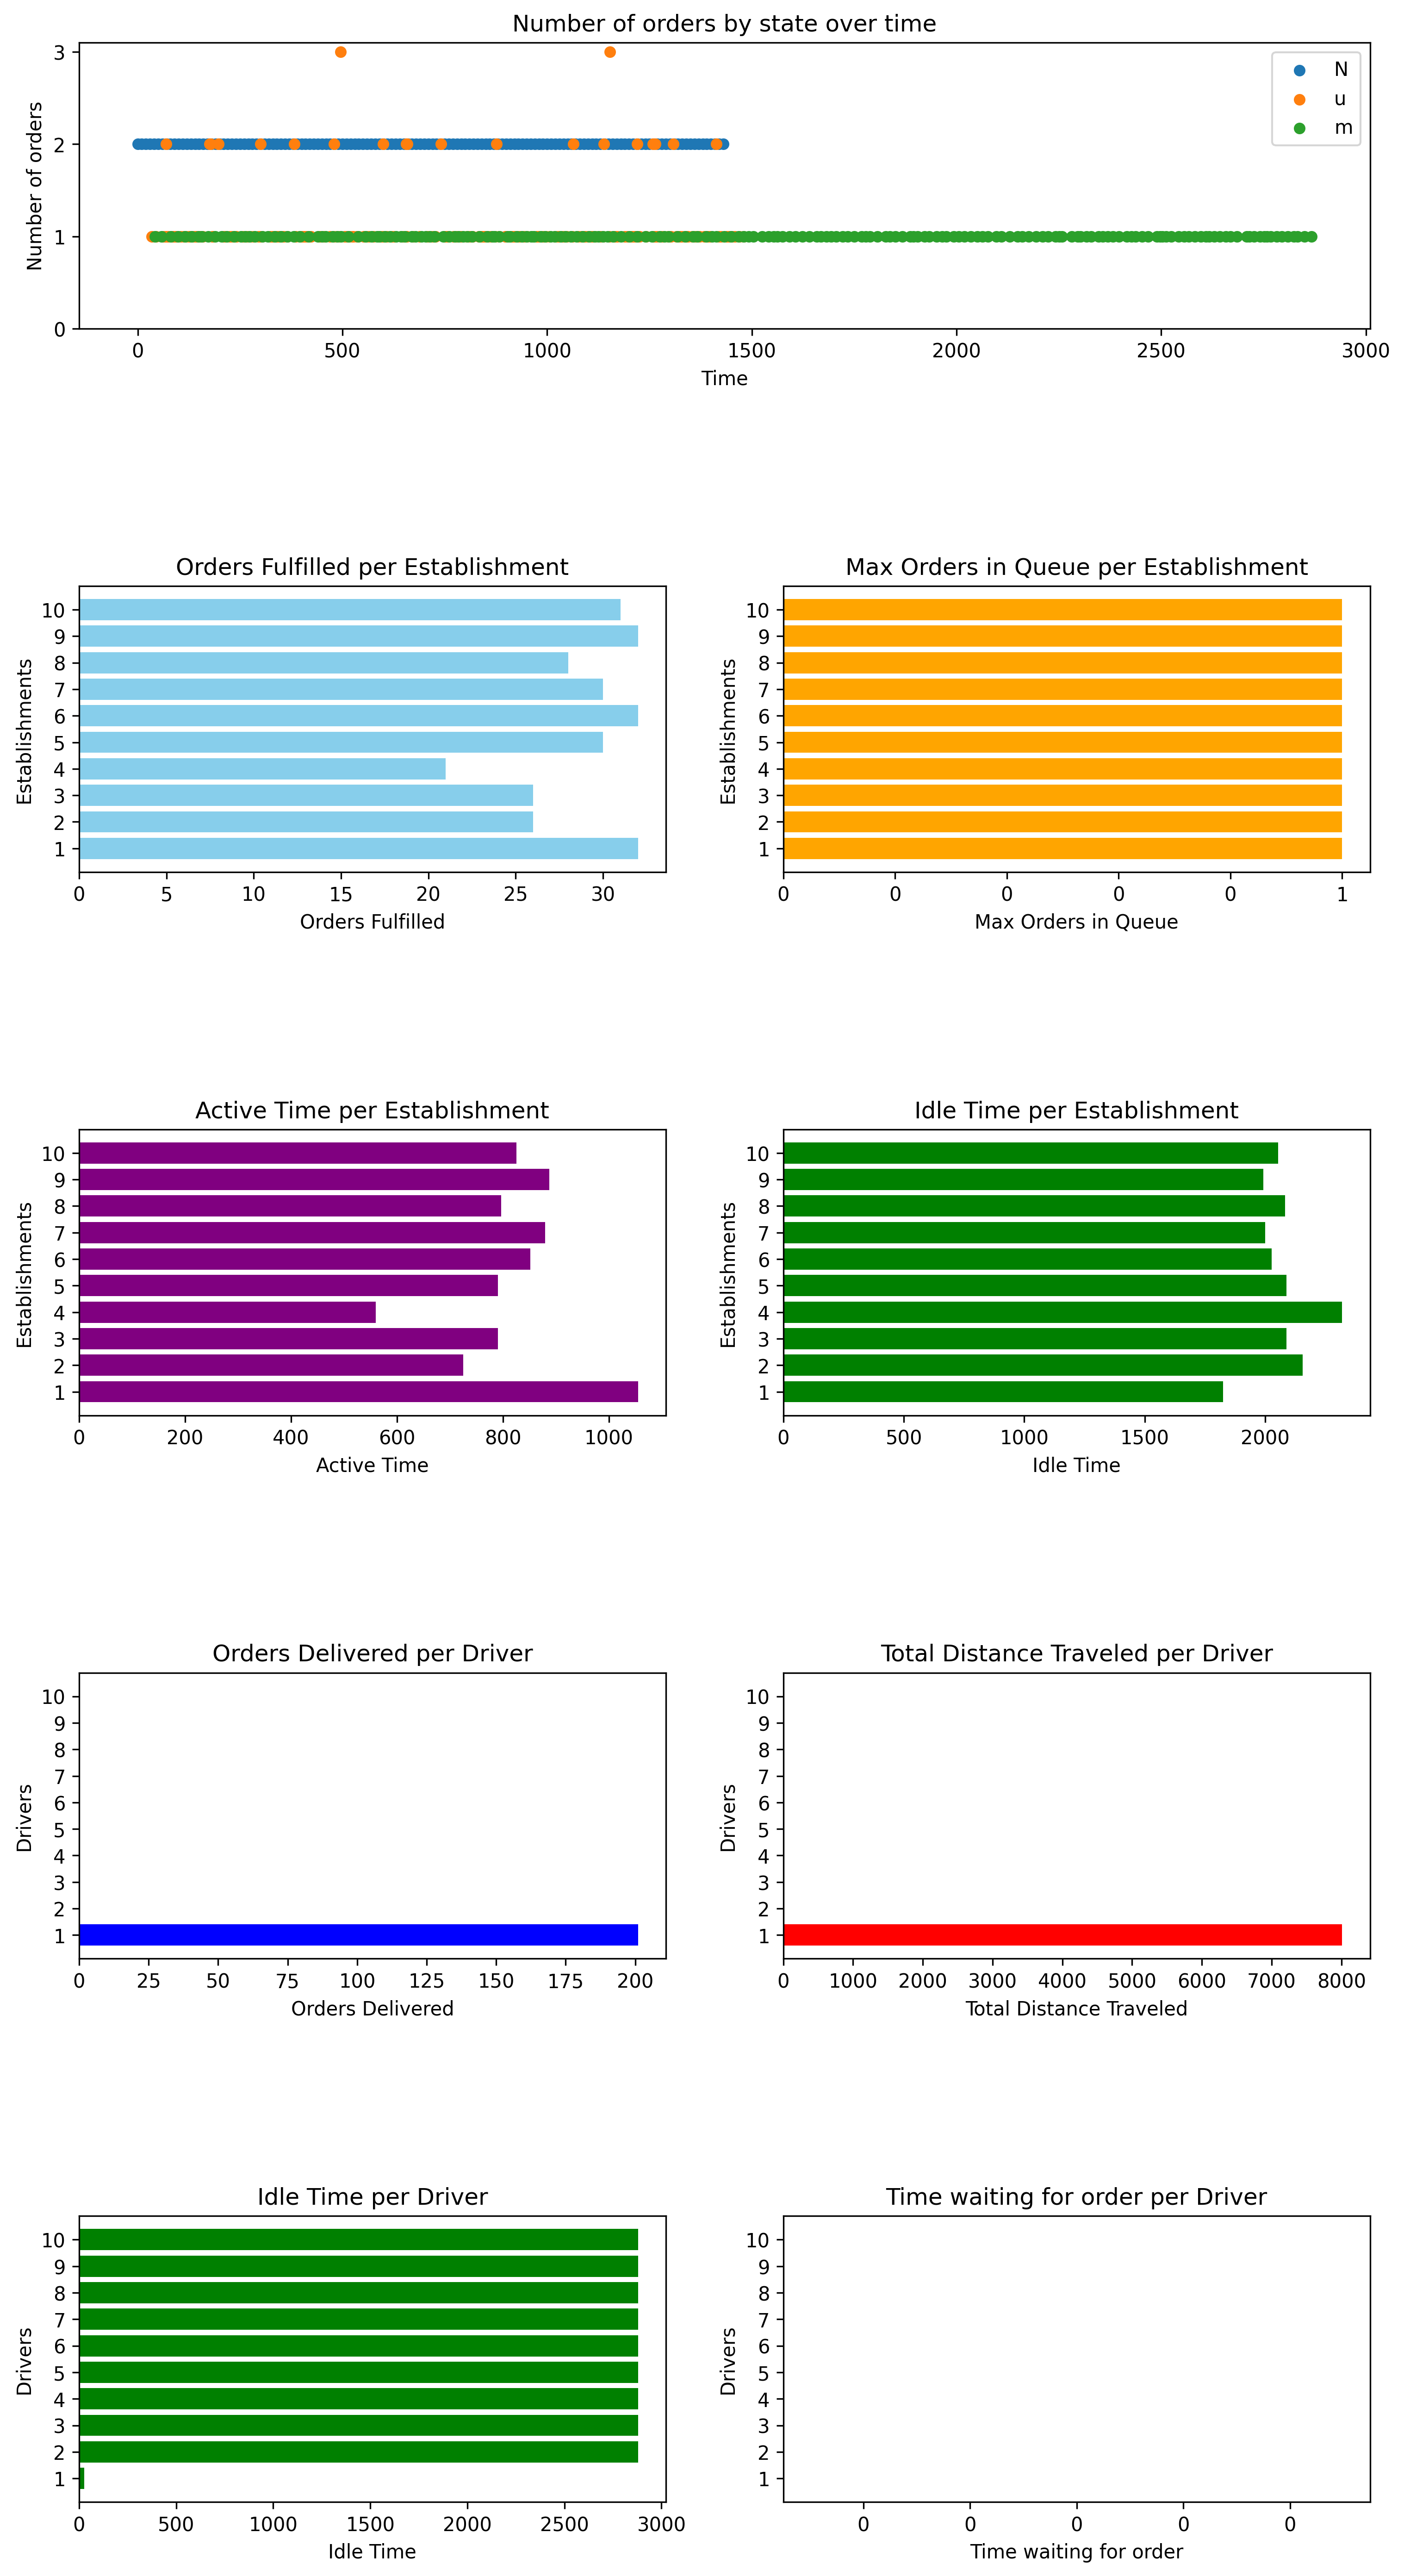 Number of orders by state over time
3
2
1
0
Number of orders
N
u
m
0 500 1000 1500 2000 2500 3000
Time
Orders Fulfilled per Establishment
10
9
8
7
6
5
4
3
2
1
Establishments
0 5 10 15 20 25 30
Orders Fulfilled
Max Orders in Queue per Establishment
10
9
8
7
6
5
4
3
2
1
Establishments
0 0 0 0 0 1
Max Orders in Queue
Active Time per Establishment
10
9
8
7
6
5
4
3
2
1
Establishments
0 200 400 600 800 1000
Active Time
Idle Time per Establishment
10
9
8
7
6
5
4
3
2
1
Establishments
0 500 1000 1500 2000
Idle Time
Orders Delivered per Driver
10
9
8
7
6
5
4
3
2
1
Drivers
0 25 50 75 100 125 150 175 200
Orders Delivered
Total Distance Traveled per Driver
10
9
8
7
6
5
4
3
2
1
Drivers
0 1000 2000 3000 4000 5000 6000 7000 8000
Total Distance Traveled
Idle Time per Driver
10
9
8
7
6
5
4
3
2
1
Drivers
0 500 1000 1500 2000 2500 3000
Idle Time
Time waiting for order per Driver
10
9
8
7
6
5
4
3
2
1
Drivers
0 0 0 0 0
Time waiting for order